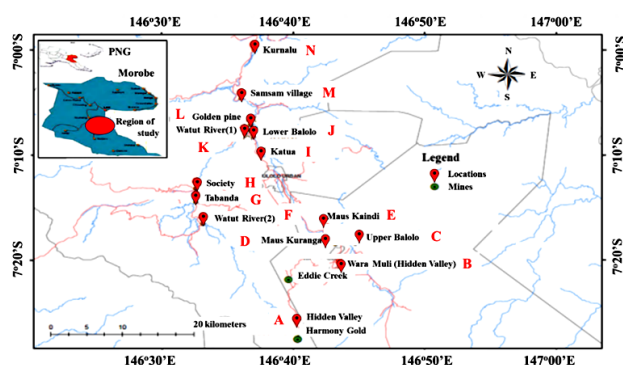 146°30'E 146°40'E 146°50'E 147°00'E
PNG
Morobe
Region of study
7°00'S
7°10'S
7°20'S
Kurnalu N
Samsam village M
L Golden pine
Watut River(1) Lower Balolo J
K
Katua I
Society H
Tabanda G
Watut River(2) F Maus Kaindi E
D Maus Kuranga Upper Balolo C
Wara Muli (Hidden Valley) B
Eddie Creek
A Hidden Valley
Harmony Gold
N
W E
S
Legend
Locations
Mines
0 5 10 20 kilometers
7°00'S
7°10'S
7°20'S
146°30'E 146°40'E 146°50'E 147°00'E